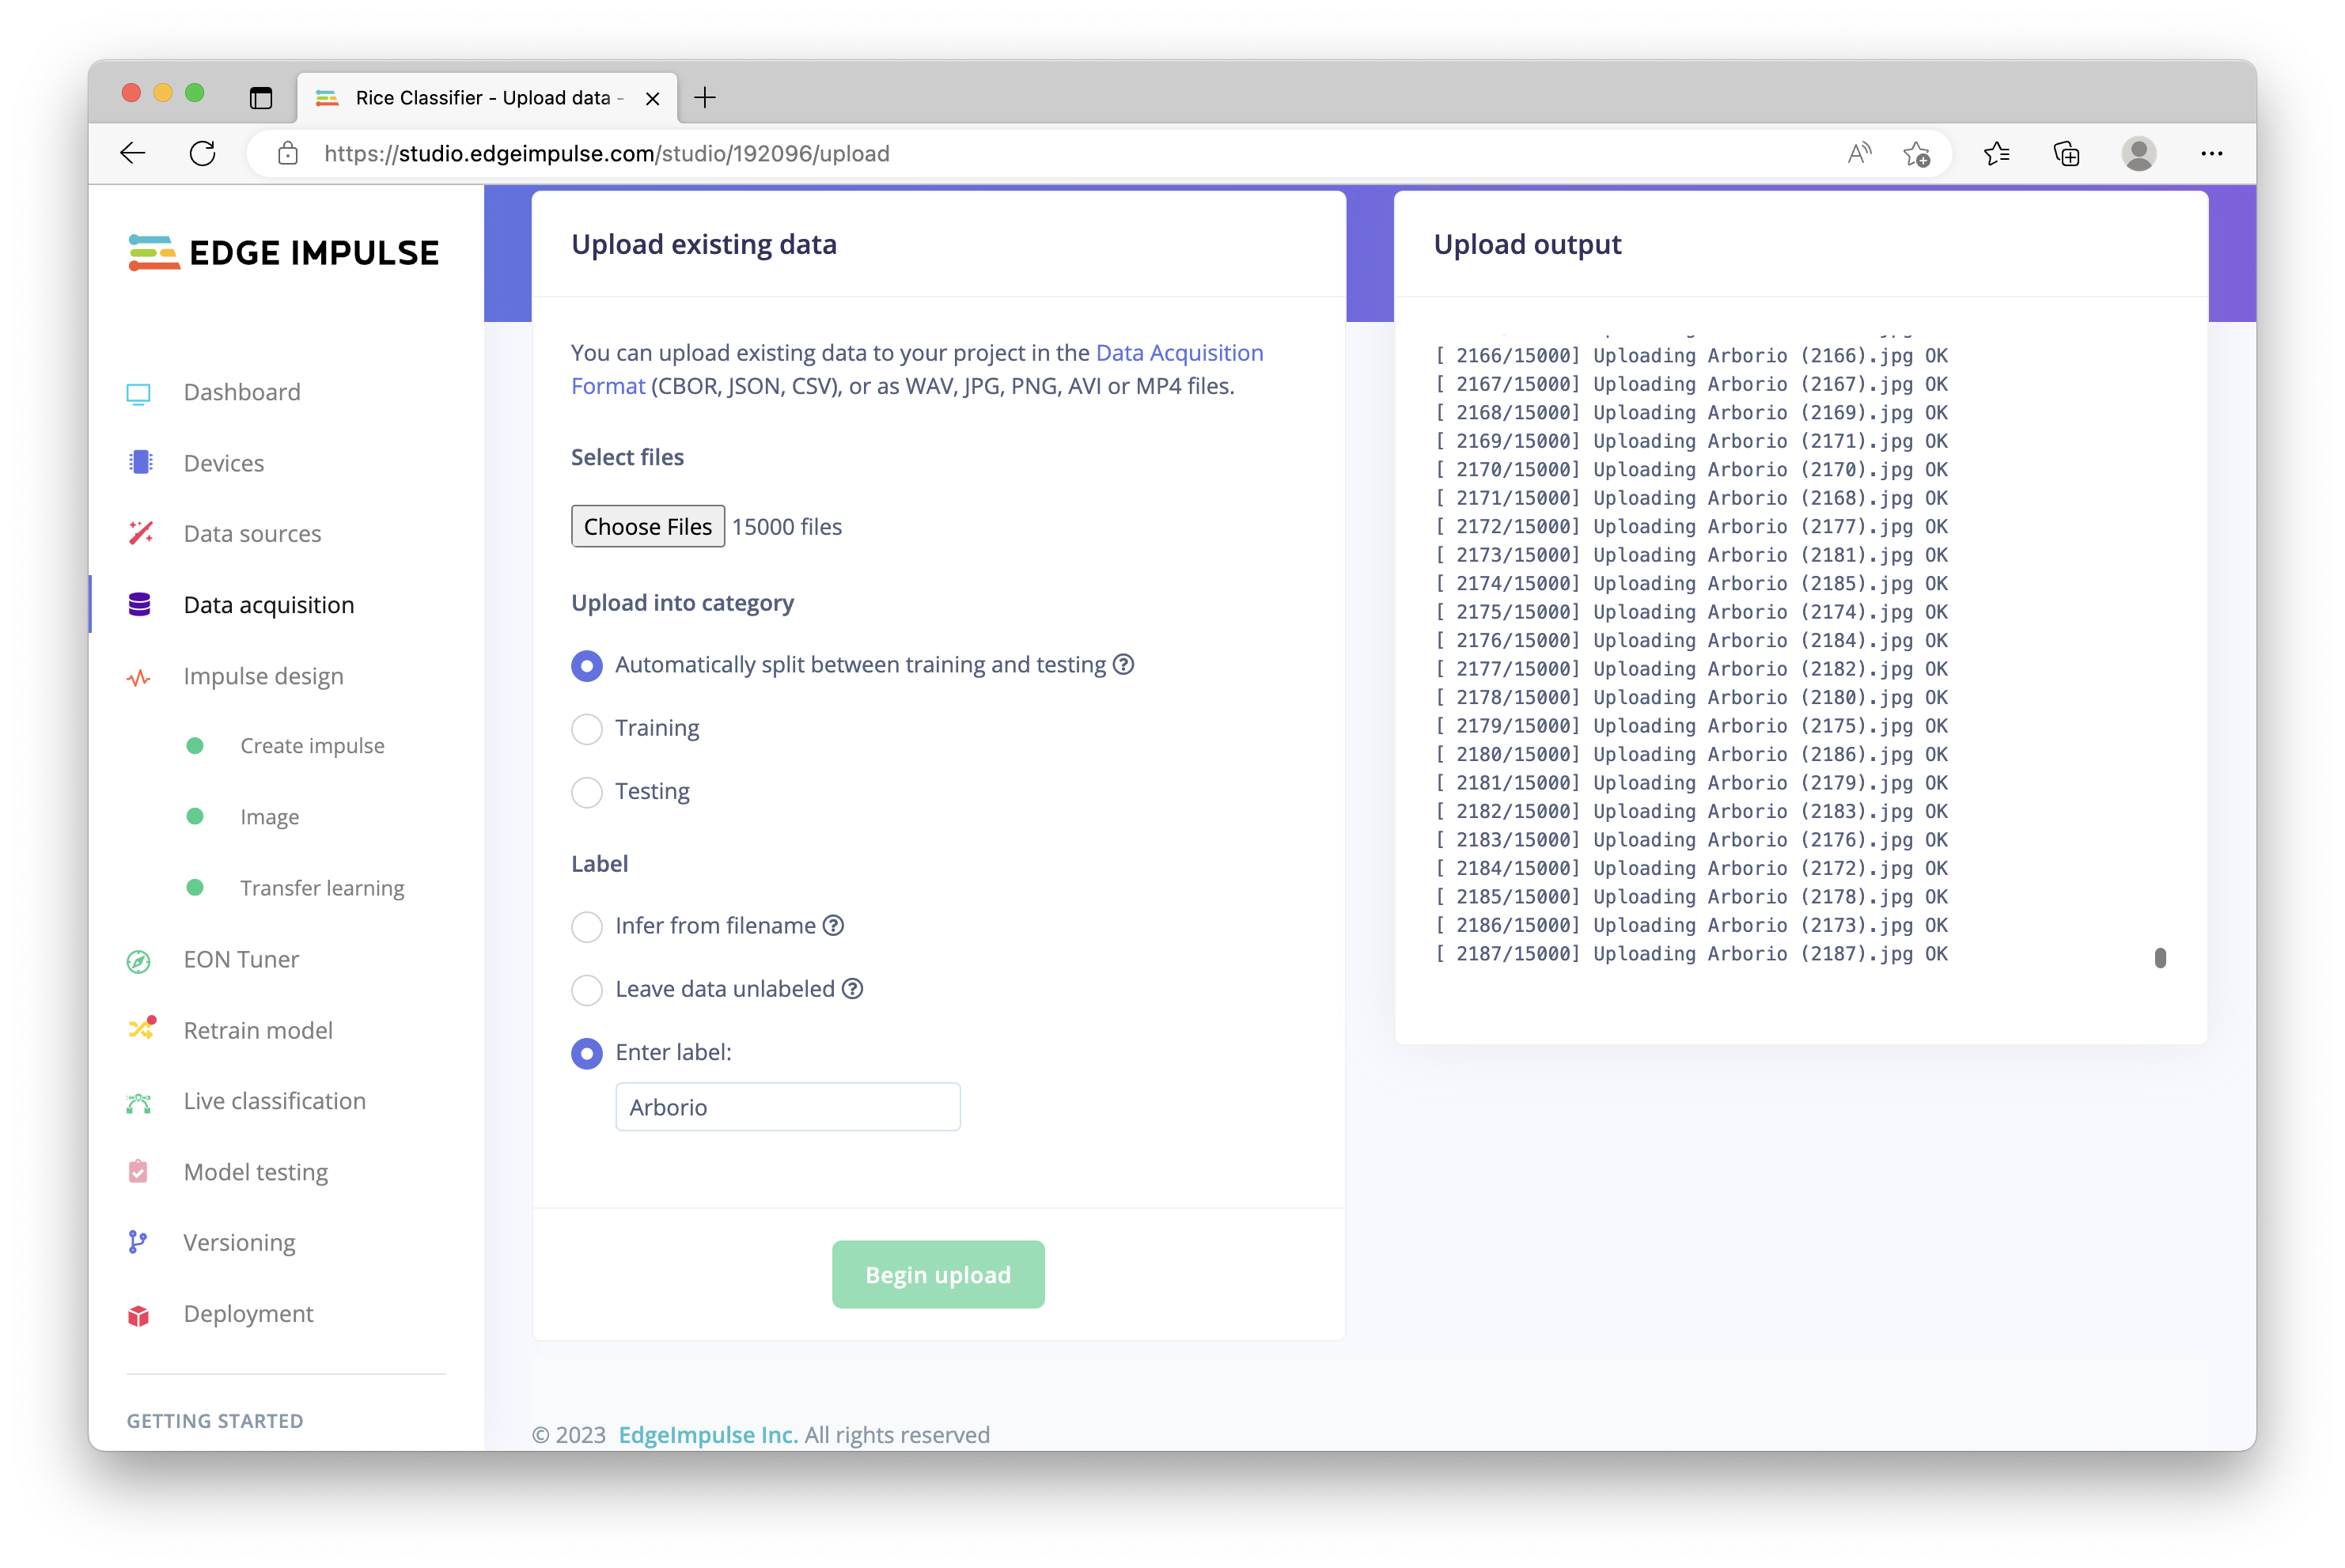 Rice Classifier - Upload data -
https://studio.edgeimpulse.com/studio/192096/upload
EDGE IMPULSE
Dashboard
Devices
Data sources
Data acquisition
Impulse design
Create impulse
Image
Transfer learning
EON Tuner
Retrain model
Live classification
Model testing
Versioning
Deployment
GETTING STARTED
Upload existing data
You can upload existing data to your project in the Data Acquisition
Format (CBOR, JSON, CSV), or as WAV, JPG, PNG, AVI or MP4 files.
Select files
Choose Files 15000 files
Upload into category
Automatically split between training and testing ?
Training
Testing
Label
Infer from filename ?
Leave data unlabeled ?
Enter label:
Arborio
Begin upload
Upload output
[ 2166/15000] Uploading Arborio (2166).jpg OK
[ 2167/15000] Uploading Arborio (2167).jpg OK
[ 2168/15000] Uploading Arborio (2169).jpg OK
[ 2169/15000] Uploading Arborio (2171).jpg OK
[ 2170/15000] Uploading Arborio (2170).jpg OK
[ 2171/15000] Uploading Arborio (2168).jpg OK
[ 2172/15000] Uploading Arborio (2177).jpg OK
[ 2173/15000] Uploading Arborio (2181).jpg OK
[ 2174/15000] Uploading Arborio (2185).jpg OK
[ 2175/15000] Uploading Arborio (2174).jpg OK
[ 2176/15000] Uploading Arborio (2184).jpg OK
[ 2177/15000] Uploading Arborio (2182).jpg OK
[ 2178/15000] Uploading Arborio (2180).jpg OK
[ 2179/15000] Uploading Arborio (2175).jpg OK
[ 2180/15000] Uploading Arborio (2186).jpg OK
[ 2181/15000] Uploading Arborio (2179).jpg OK
[ 2182/15000] Uploading Arborio (2183).jpg OK
[ 2183/15000] Uploading Arborio (2176).jpg OK
[ 2184/15000] Uploading Arborio (2172).jpg OK
[ 2185/15000] Uploading Arborio (2178).jpg OK
[ 2186/15000] Uploading Arborio (2173).jpg OK
[ 2187/15000] Uploading Arborio (2187).jpg OK
© 2023 EdgeImpulse Inc. All rights reserved